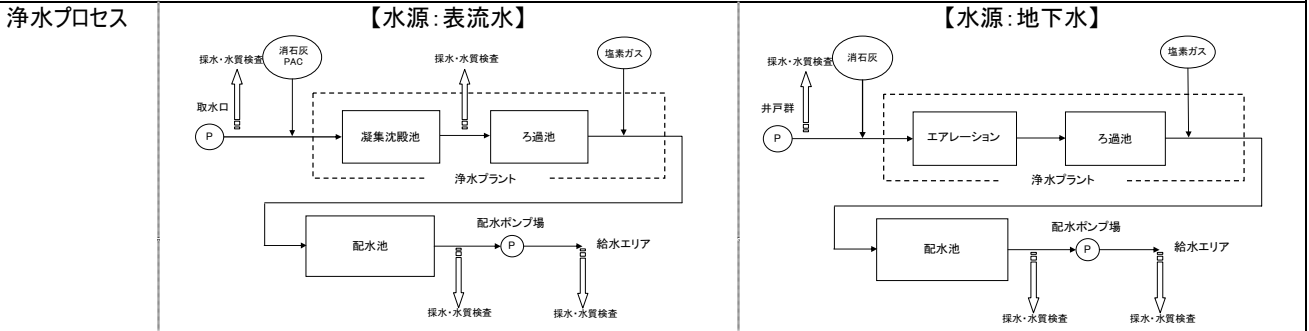 浄水プロセス
【水源：表流水】
採水・水質検査
消石灰
PAC
採水・水質検査
塩素ガス
取水口
P
凝集沈殿池
ろ過池
浄水プラント
配水池
配水ポンプ場
P
給水エリア
採水・水質検査
採水・水質検査
【水源：地下水】
採水・水質検査
消石灰
塩素ガス
井戸群
P
エアレーション
ろ過池
浄水プラント
配水池
配水ポンプ場
P
給水エリア
採水・水質検査
採水・水質検査